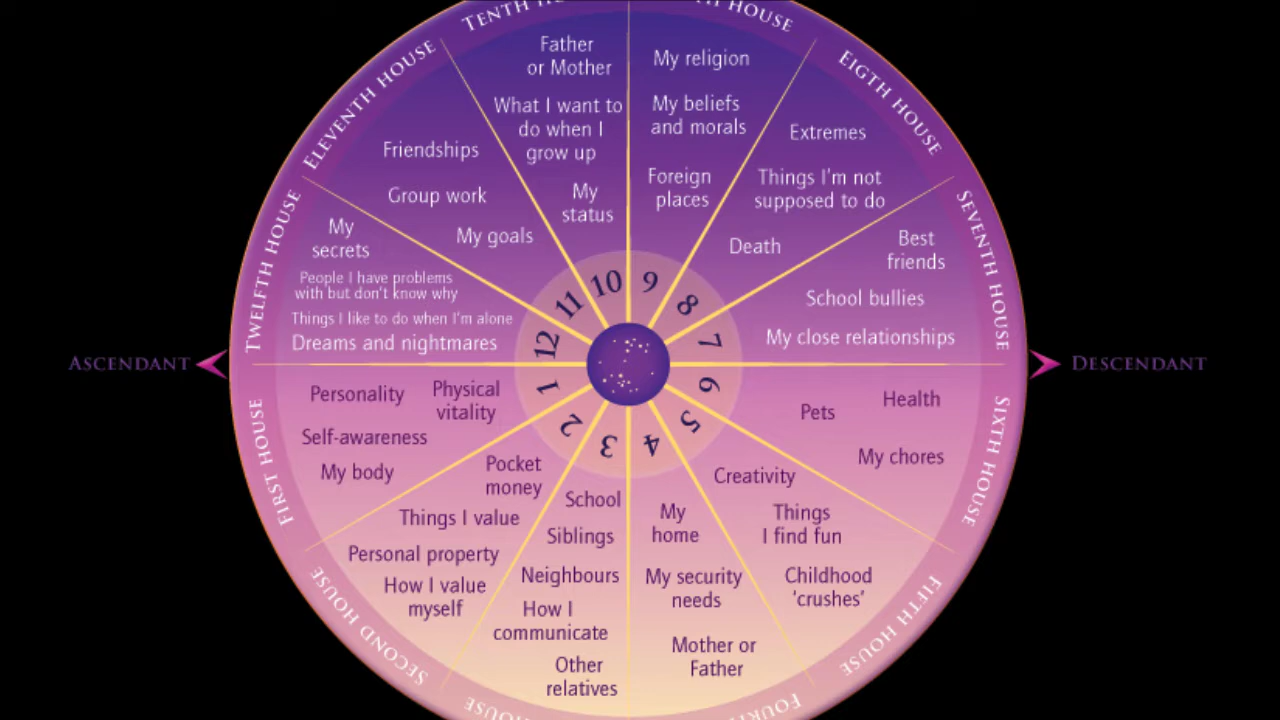 TENTH
HOUSE
EIGTH HOUSE
SEVENTH HOUSE
SIXTH HOUSE
FIFTH HOUSE
FOURTH
SECOND HOUSE
FIRST HOUSE
TWELFTH HOUSE
ELEVENTH HOUSE
ASCENDANT
DESCENDANT
Father
or Mother
What I want to
do when I
grow up
My
status
My religion
My beliefs
and morals
Foreign
places
Extremes
Things I'm not
supposed to do
Death
Best
friends
School bullies
My close relationships
Health
Pets
My chores
Creativity
Things
I find fun
Childhood
'crushes'
My
home
My security
needs
Mother or
Father
School
Siblings
Neighbours
How I
communicate
Other
relatives
Pocket
money
Things I value
Personal property
How I value
myself
Personality
Physical
vitality
Self-awareness
My body
My
secrets
People I have problems
with but don't know why
Things I like to do when I'm alone
Dreams and nightmares
Friendships
Group work
My goals
1
2
3
4
5
6
7
8
9
10
11
12